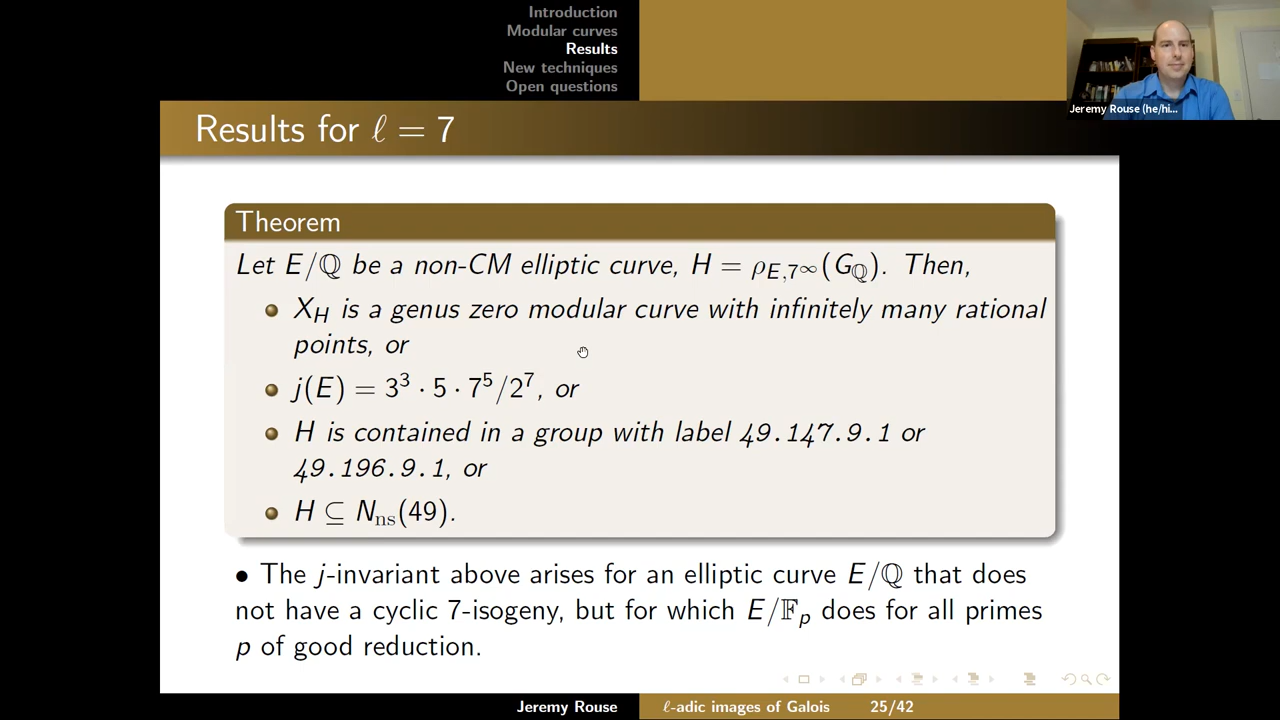 Introduction
Modular curves
Results
New techniques
Open questions
Jeremy Rouse (he/hi...
Results for ℓ = 7
Theorem
Let E/ℚ be a non-CM elliptic curve, H = ρ_{E,7^∞}(G_ℚ). Then,
X_H is a genus zero modular curve with infinitely many rational
points, or
j(E) = 3³ · 5 · 7⁵/2⁷, or
H is contained in a group with label 49.147.9.1 or
49.196.9.1, or
H ⊆ N_{ns}(49).
• The j-invariant above arises for an elliptic curve E/ℚ that does
not have a cyclic 7-isogeny, but for which E/𝔽_p does for all primes
p of good reduction.
Jeremy Rouse ℓ-adic images of Galois 25/42